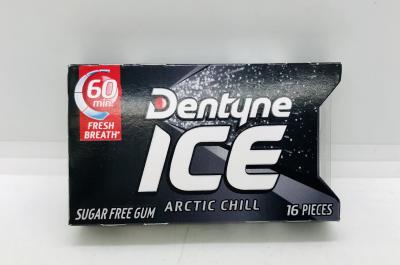 60
min.
FRESH
BREATH*
Dentyne
ICE
ARCTIC CHILL
SUGAR FREE GUM
16 PIECES